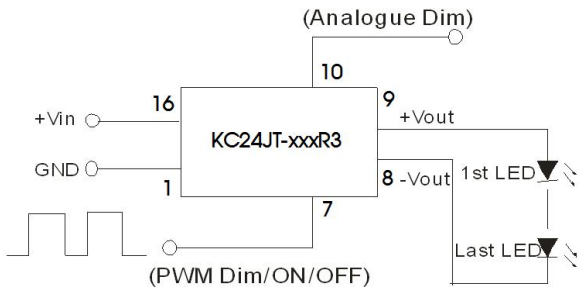 (Analogue Dim)
10
16
9
+Vin
+Vout
KC24JT-xxxR3
GND
8
-Vout
1st LED
1
7
Last LED
(PWM Dim/ON/OFF)